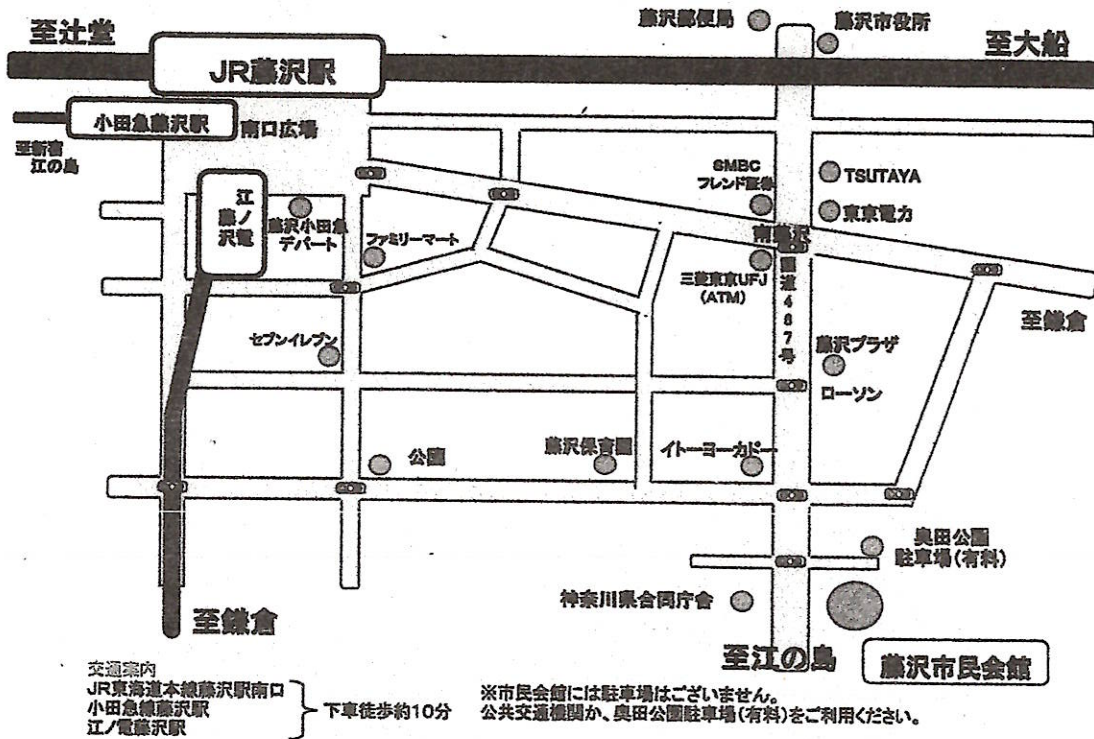 藤沢郵便局
藤沢市役所
至辻堂
JR藤沢駅
至大船
小田急藤沢駅
南口広場
至新宿
江の島
SMBC
フレンド証券
TSUTAYA
江ノ電
藤沢
藤沢小田急
デパート
ファミリーマート
東京電力
南藤沢
三菱東京UFJ
(ATM)
国道467号
至鎌倉
セブンイレブン
藤沢プラザ
ローソン
公園
藤沢保育園
イトーヨーカドー
奥田公園
駐車場(有料)
神奈川県合同庁舎
至鎌倉
至江の島
藤沢市民会館
交通案内
JR東海道本線藤沢駅南口
小田急線藤沢駅
江ノ電藤沢駅
下車徒歩約10分
※市民会館には駐車場はございません。
公共交通機関か、奥田公園駐車場(有料)をご利用ください。